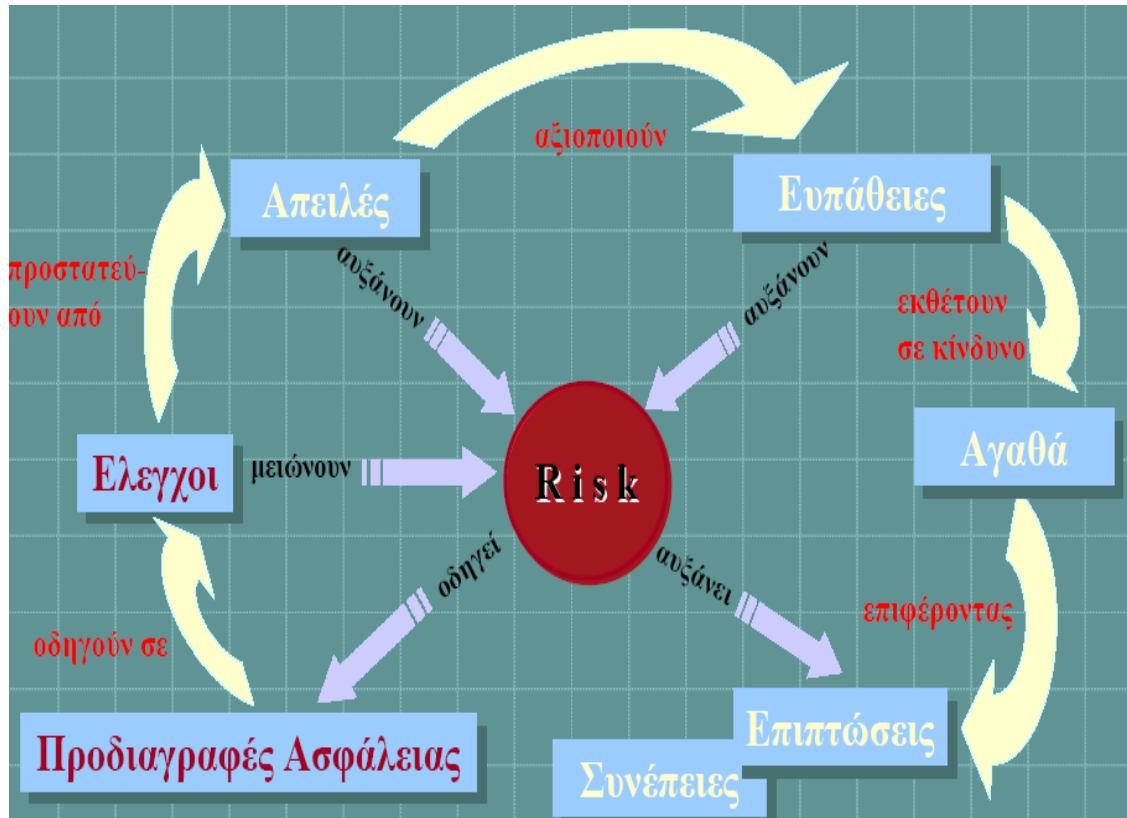 αξιοποιούν
Απειλές
Ευπάθειες
προστατεύ-
ουν από
αυξάνουν
αυξάνουν
εκθέτουν
σε κίνδυνο
Ελεγχοι
μειώνουν
Risk
Αγαθά
οδηγεί
αυξάνει
οδηγούν σε
επιφέροντας
Προδιαγραφές Ασφάλειας
Επιπτώσεις
Συνέπειες